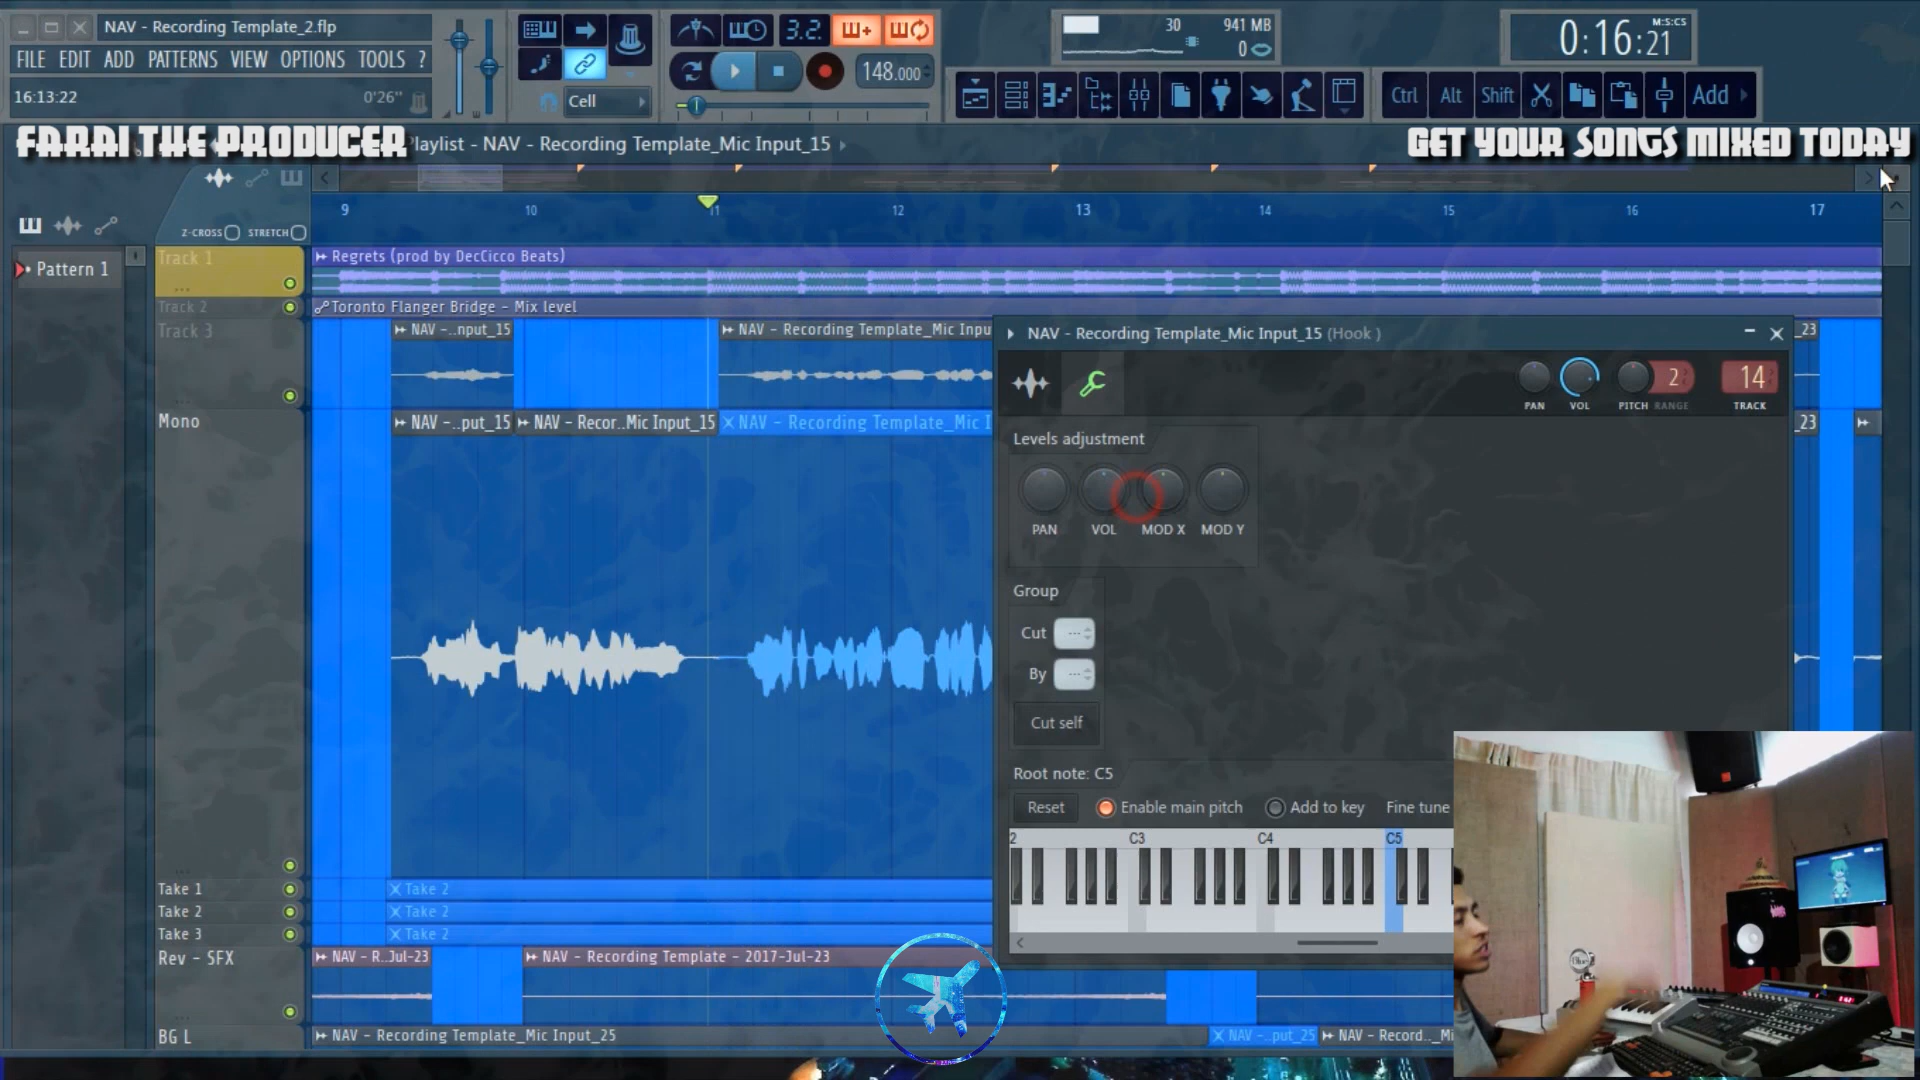 NAV - Recording Template_2.flp
FILE EDIT ADD PATTERNS VIEW OPTIONS TOOLS ?
16:13:22 0'26''
3.2.
148.000
Cell
30 941 MB
0
0:16:21 M:S:CS
Ctrl Alt Shift Add
FARAI THE PRODUCER
GET YOUR SONGS MIXED TODAY
Playlist - NAV - Recording Template_Mic Input_15
Z-CROSS STRETCH
9 10 11 12 13 14 15 16 17
Pattern 1
Track 1
Regrets (prod by DecCicco Beats)
Track 2
Toronto Flanger Bridge - Mix level
Track 3
NAV -..nput_15
NAV - Recording Template_Mic Inpu
_23
Mono
NAV -..put_15
NAV - Recor..Mic Input_15
NAV - Recording Template_Mic I
_23
NAV - Recording Template_Mic Input_15 (Hook )
PAN VOL PITCH RANGE TRACK
2 14
Levels adjustment
PAN VOL MOD X MOD Y
Group
Cut ---
By ---
Cut self
Root note: C5
Reset Enable main pitch Add to key Fine tune
2 C3 C4 C5
Take 1 Take 2
Take 2 Take 2
Take 3 Take 2
Rev - SFX
NAV - R..Jul-23
NAV - Recording Template - 2017-Jul-23
BG L
NAV - Recording Template_Mic Input_25
NAV -..put_25
NAV - Record.._Mi